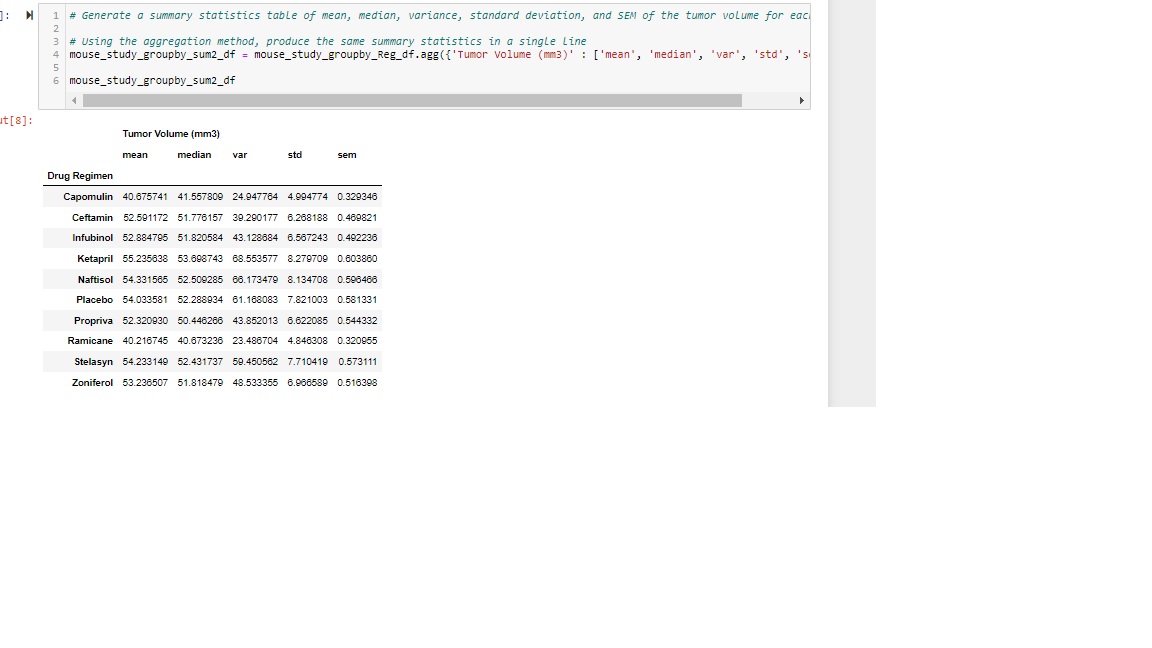 ]:
1 # Generate a summary statistics table of mean, median, variance, standard deviation, and SEM of the tumor volume for
2
3 # Using the aggregation method, produce the same summary statistics in a single line
4 mouse_study_groupby_sum2_df = mouse_study_groupby_Reg_df.agg({'Tumor Volume (mm3)' : ['mean', 'median', 'var', 'std',
5
6 mouse_study_groupby_sum2_df
ut[8]:
Tumor Volume (mm3)
mean median var std sem
Drug Regimen
Capomulin 40.675741 41.557809 24.947764 4.994774 0.329346
Ceftamin 52.591172 51.776157 39.290177 6.268188 0.469821
Infubinol 52.884795 51.820584 43.128684 6.567243 0.492236
Ketapril 55.235638 53.698743 68.553577 8.279709 0.603860
Naftisol 54.331565 52.509285 66.173479 8.134708 0.596466
Placebo 54.033581 52.288934 61.168083 7.821003 0.581331
Propriva 52.320930 50.446266 43.852013 6.622085 0.544332
Ramicane 40.216745 40.673236 23.486704 4.846308 0.320955
Stelasyn 54.233149 52.431737 59.450562 7.710419 0.573111
Zoniferol 53.236507 51.818479 48.533355 6.966589 0.516398